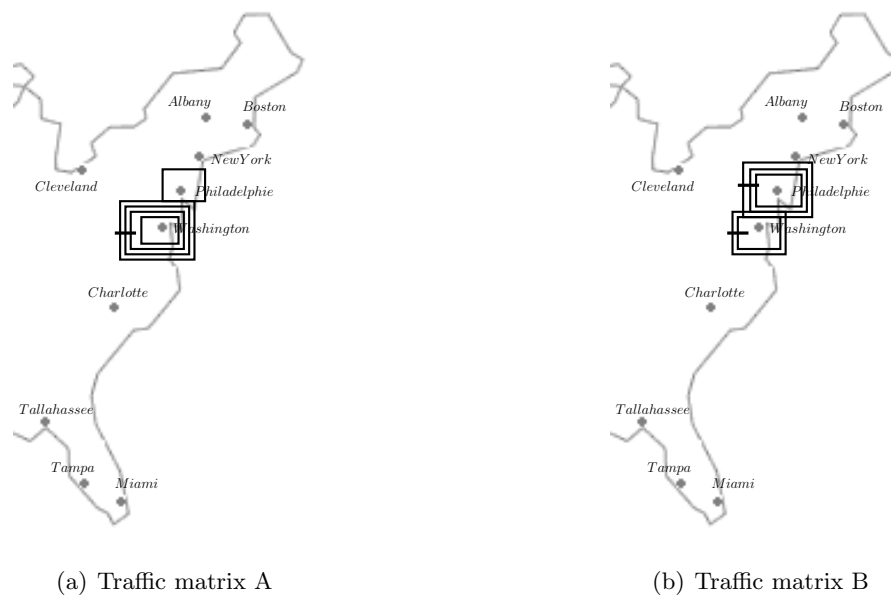 Albany
Boston
NewYork
Cleveland
Philadelphie
Washington
Charlotte
Tallahassee
Tampa
Miami
(a) Traffic matrix A
Albany
Boston
NewYork
Cleveland
Philadelphie
Washington
Charlotte
Tallahassee
Tampa
Miami
(b) Traffic matrix B